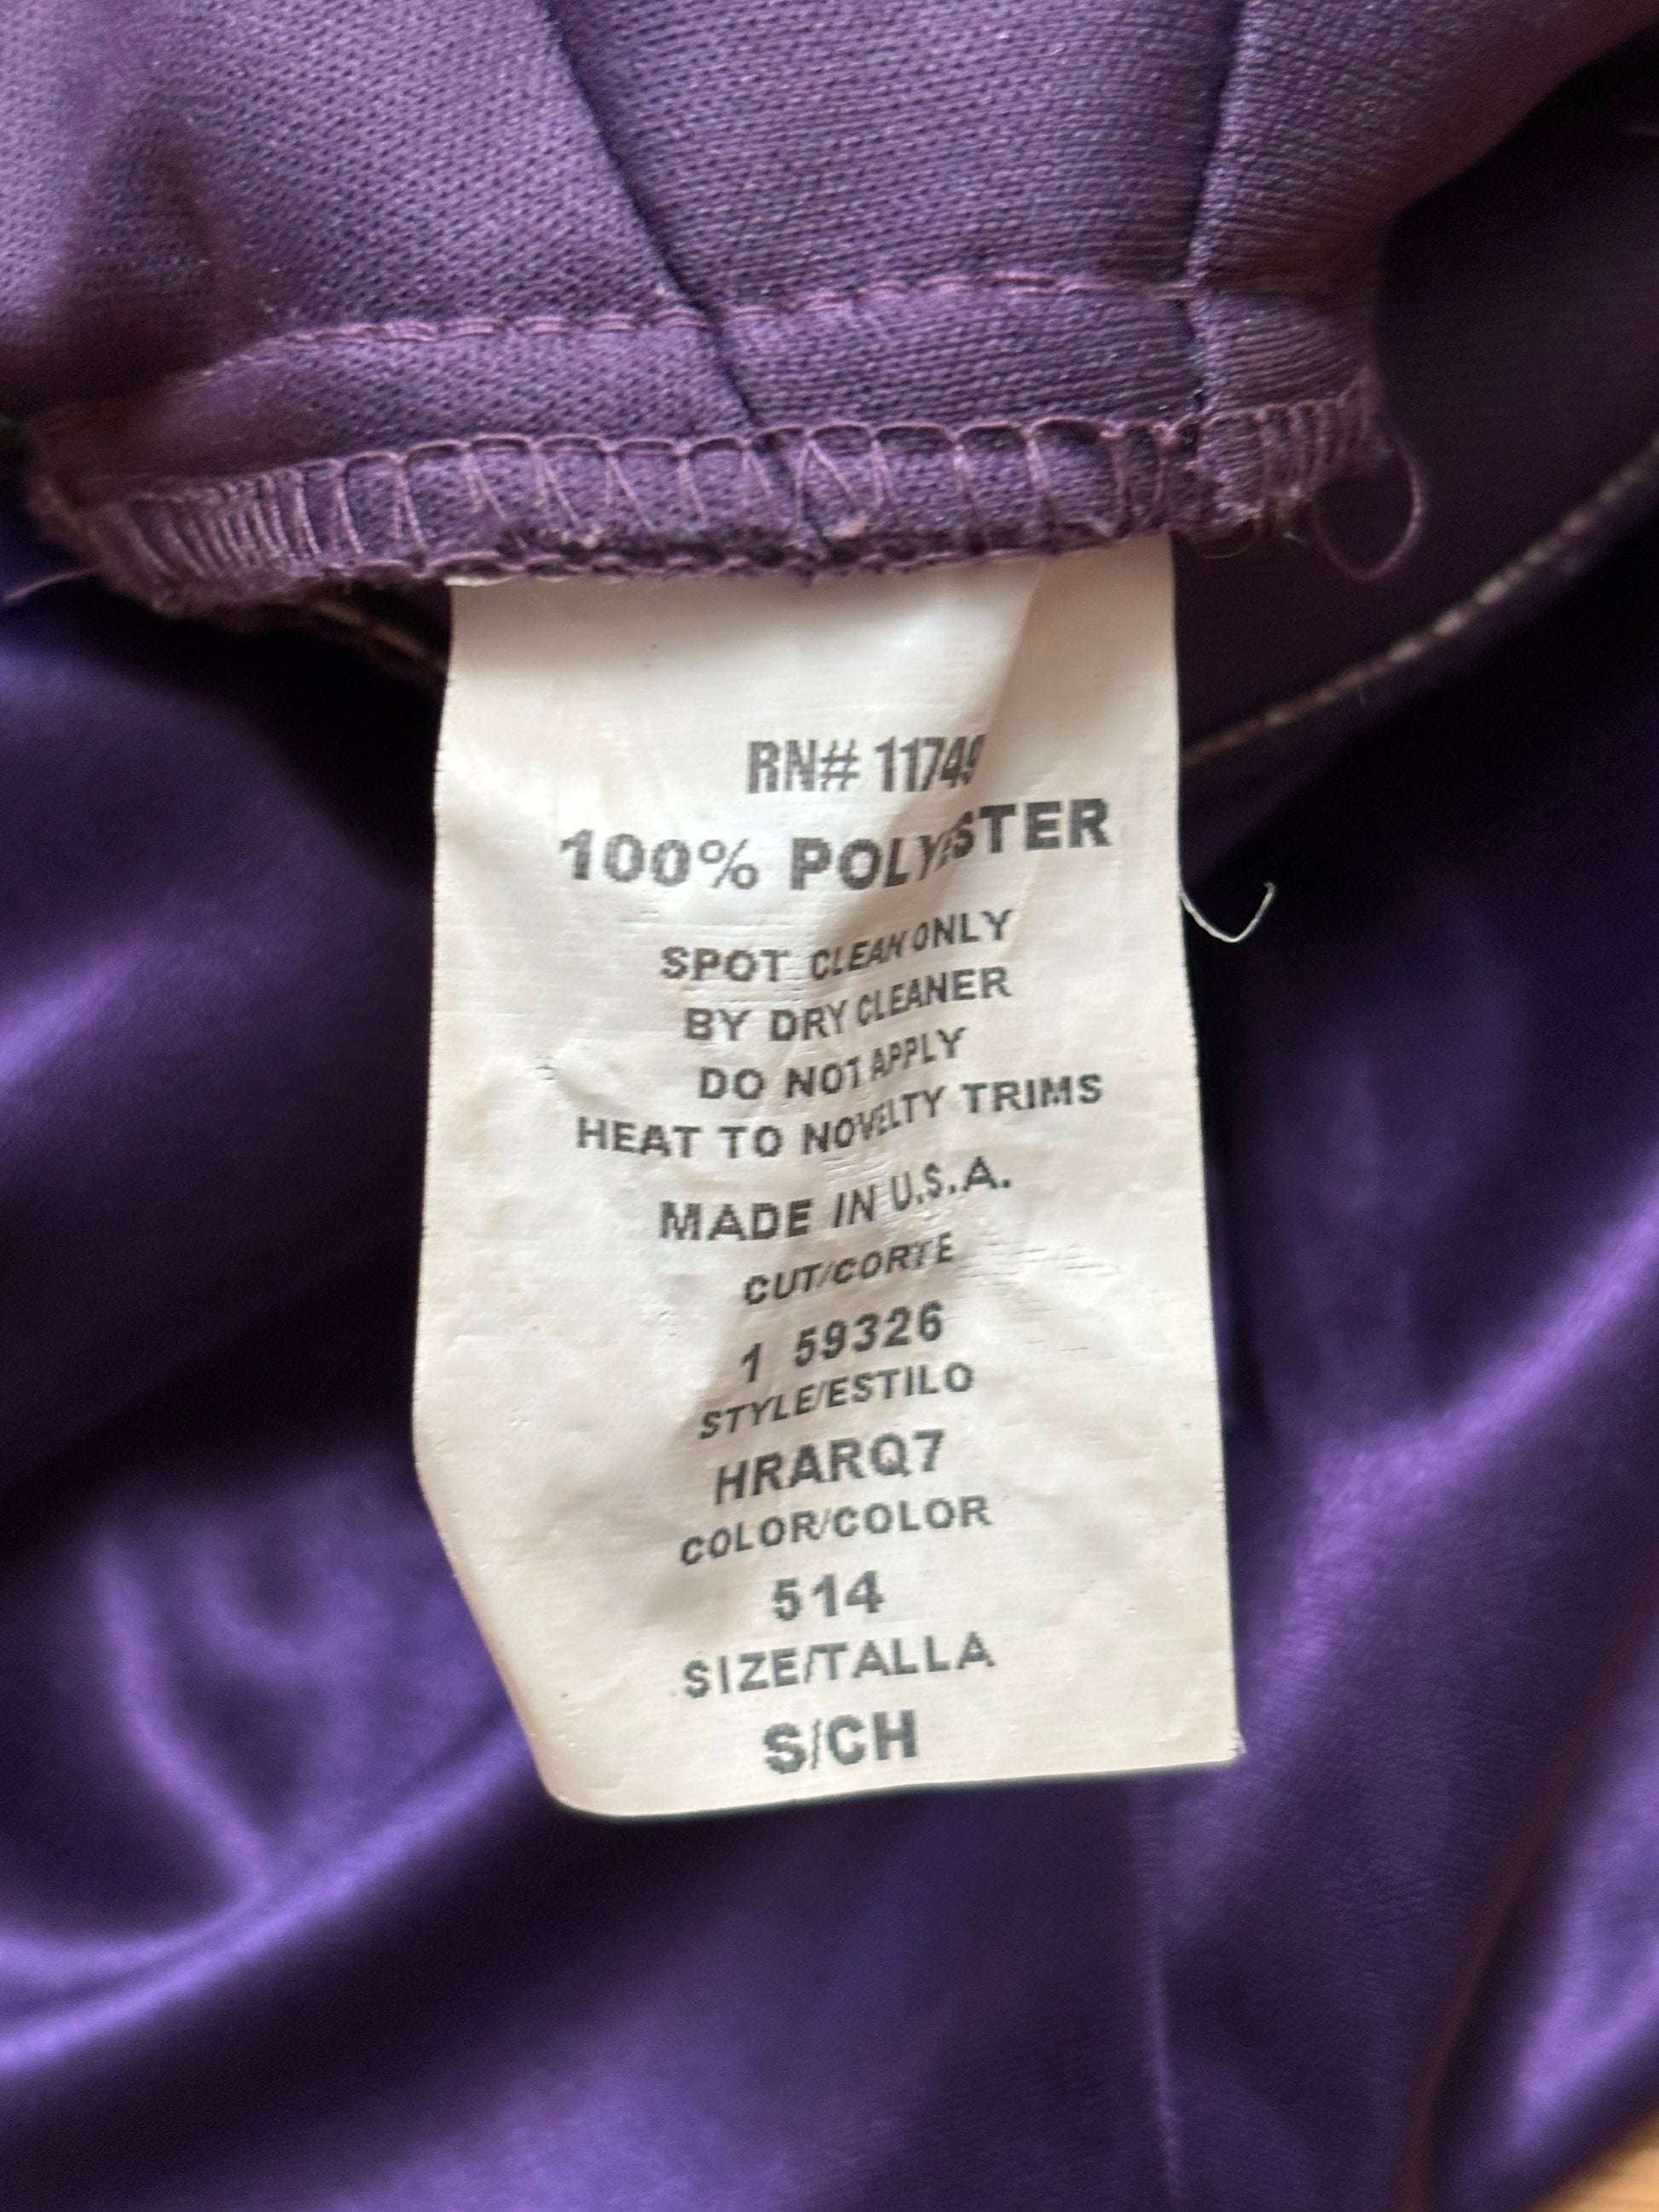 RN# 11749
100% POLYESTER
SPOT CLEAN ONLY
BY DRY CLEANER
DO NOT APPLY
HEAT TO NOVELTY TRIMS
MADE IN U.S.A.
CUT/CORTE
1 59326
STYLE/ESTILO
HRARQ7
COLOR/COLOR
514
SIZE/TALLA
S/CH